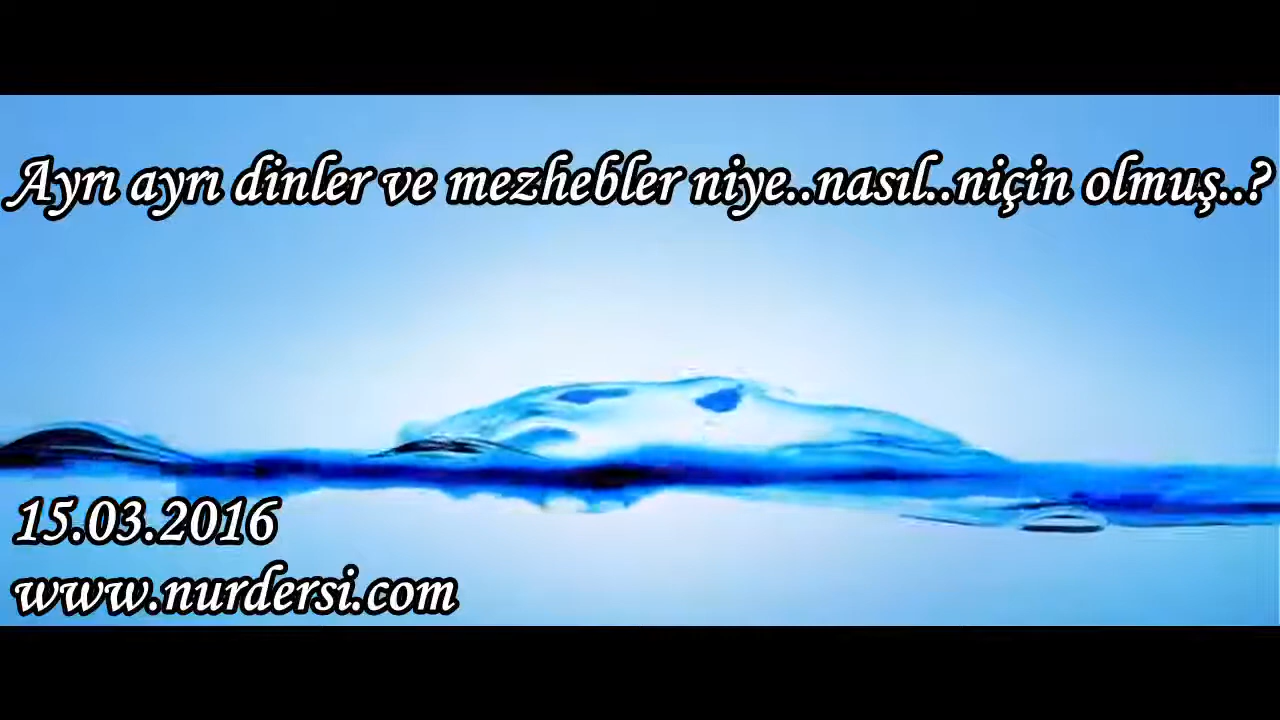 Ayrı ayrı dinler ve mezhebler niye..nasıl..niçin olmuş..?
15.03.2016
www.nurdersi.com